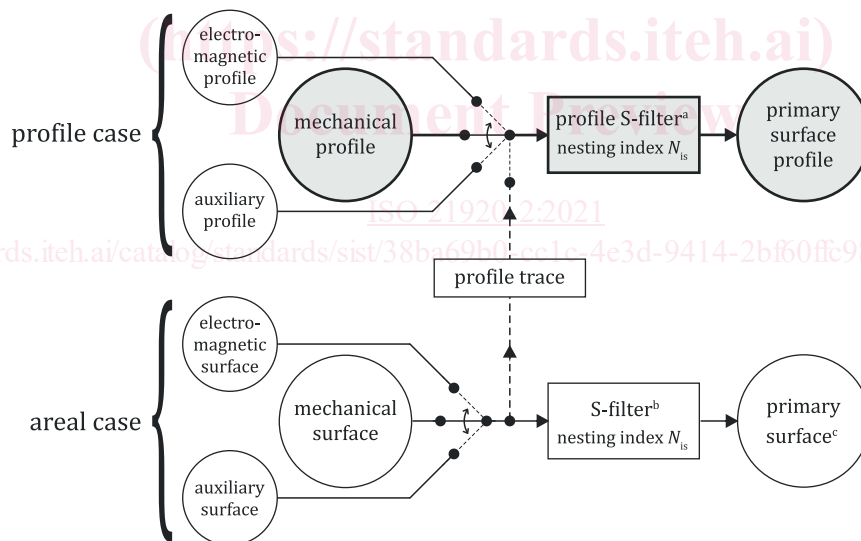 (https://standards.iteh.ai)
Document Preview
electro-
magnetic
profile
profile case
mechanical
profile
auxiliary
profile
profile S-filterᵃ
nesting index Nis
primary
surface
profile
ISO 21920-2:2021
profile trace
electro-
magnetic
surface
areal case
mechanical
surface
auxiliary
surface
S-filterᵇ
nesting index Nis
primary
surfaceᶜ